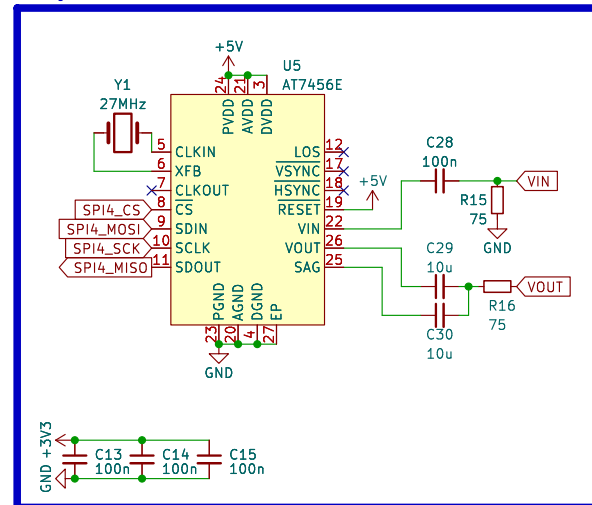 +5V
U5
AT7456E
Y1
27MHz
24
21
3
PVDD
AVDD
DVDD
5 CLKIN
6 XFB
7 CLKOUT
SPI4_CS 8 CS
SPI4_MOSI 9 SDIN
SPI4_SCK 10 SCLK
SPI4_MISO 11 SDOUT
LOS 12
VSYNC 17
HSYNC 18
RESET 19
VIN 22
VOUT 26
SAG 25
+5V
C28
100n
VIN
R15
75
GND
C29
10u
VOUT
R16
75
C30
10u
PGND
AGND
DGND
EP
23
20
4
27
GND
+3V3
GND
C13
100n
C14
100n
C15
100n